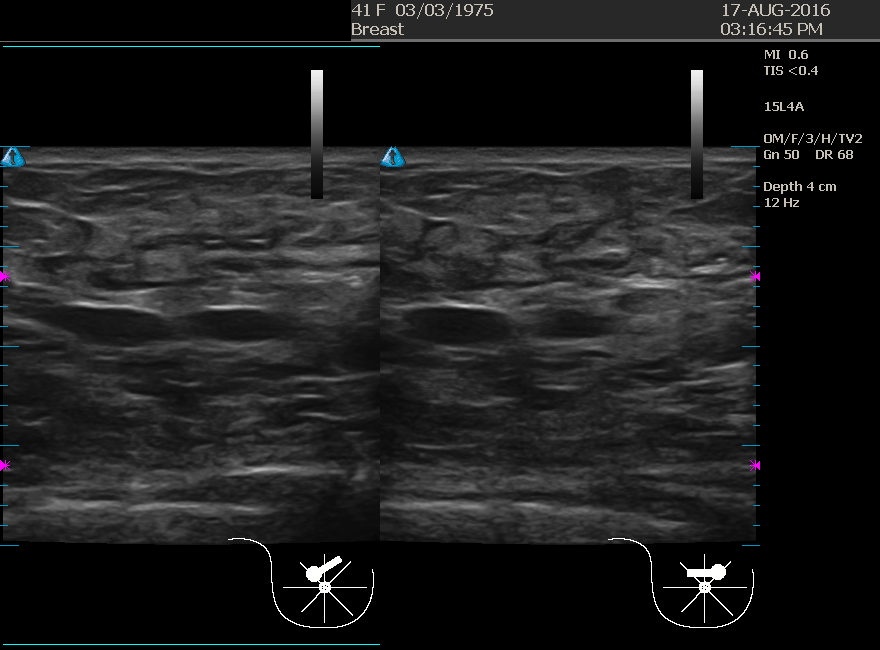 41 F 03/03/1975
17-AUG-2016
Breast
03:16:45 PM
MI 0.6
TIS <0.4
15L4A
OM/F/3/H/TV2
Gn 50 DR 68
Depth 4 cm
12 Hz